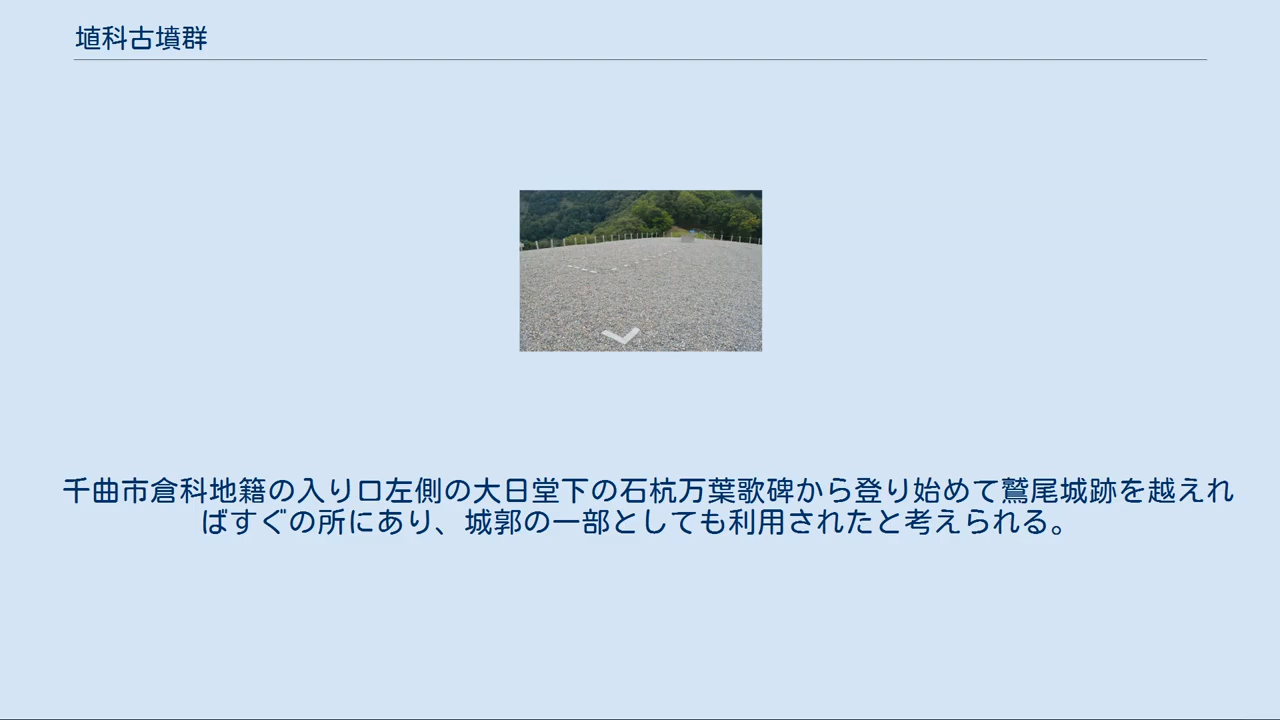 埴科古墳群
千曲市倉科地籍の入り口左側の大日堂下の石杭万葉歌碑から登り始めて鷲尾城跡を越えれ
ばすぐの所にあり、城郭の一部としても利用されたと考えられる。